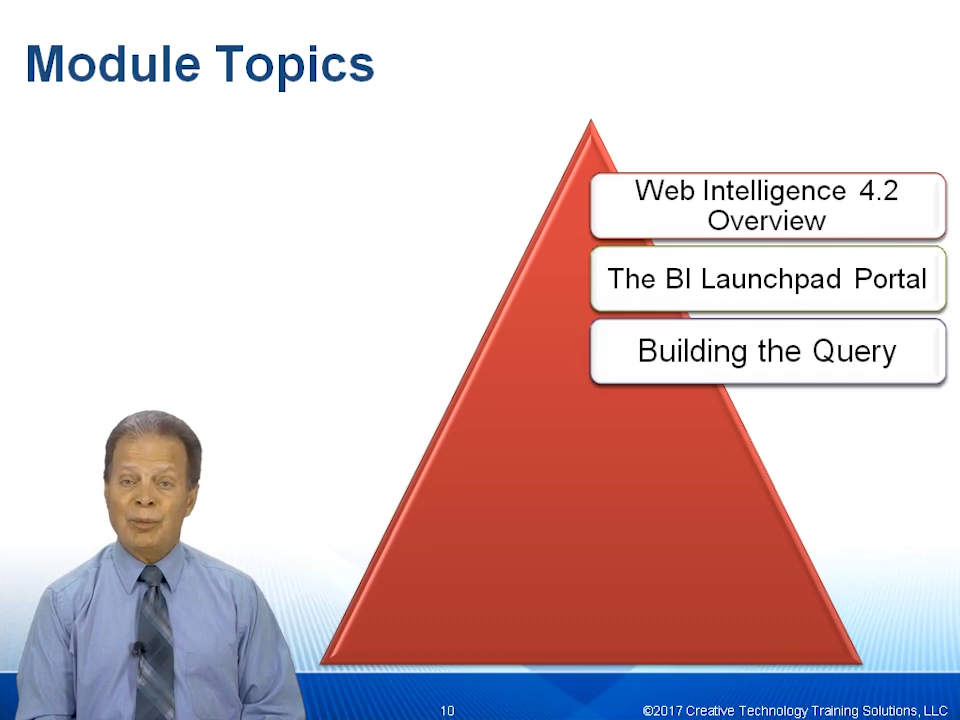 Module Topics
Web Intelligence 4.2
Overview
The BI Launchpad Portal
Building the Query
10
©2017 Creative Technology Training Solutions, LLC